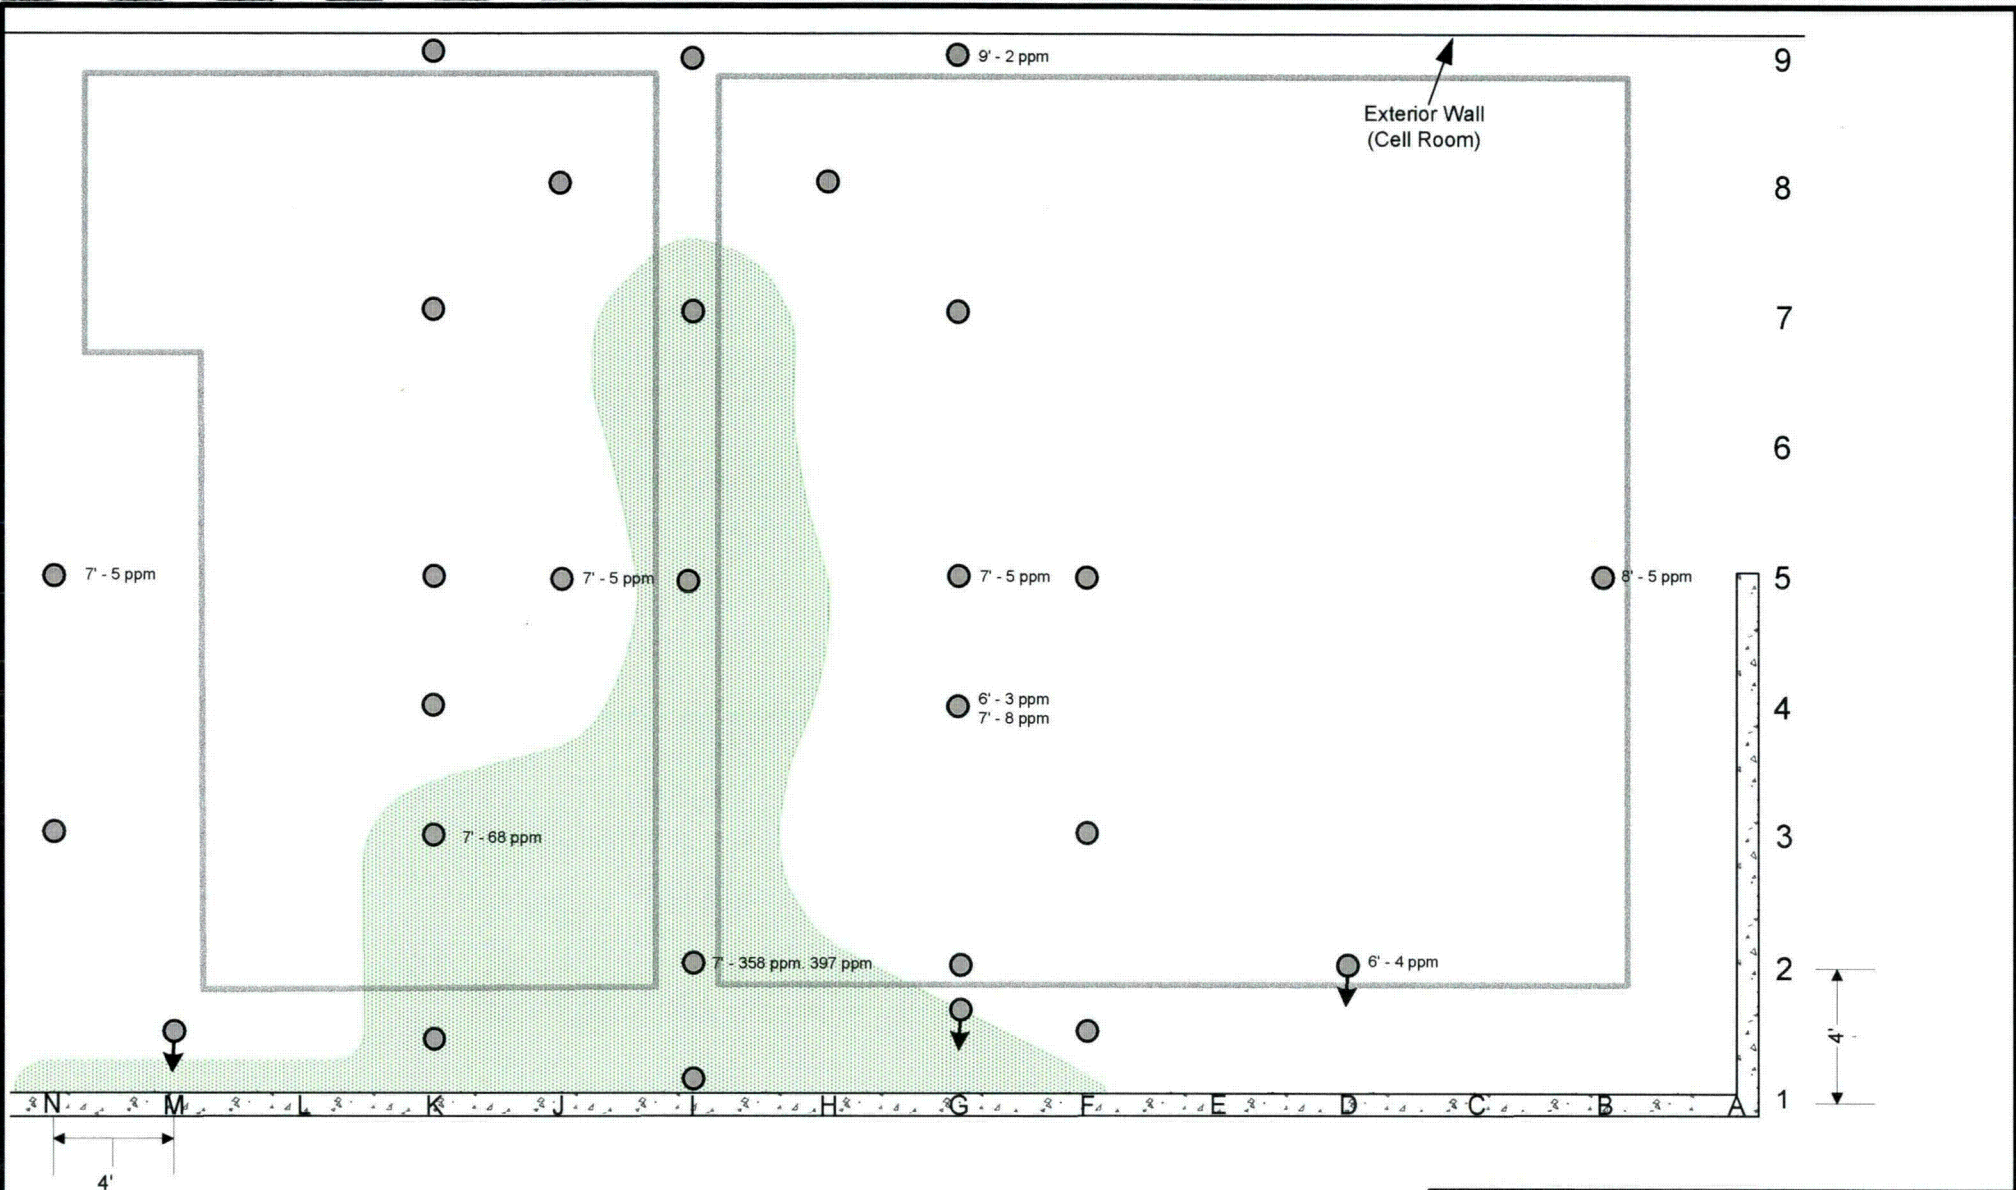 9' - 2 ppm
9
Exterior Wall
(Cell Room)
8
7
6
7' - 5 ppm
7' - 5 ppm
7' - 5 ppm
8' - 5 ppm
5
6' - 3 ppm
7' - 8 ppm
4
7' - 68 ppm
3
7' - 358 ppm. 397 ppm
6' - 4 ppm
2
4'
N M L K J I H G F E D C B A 1
4'